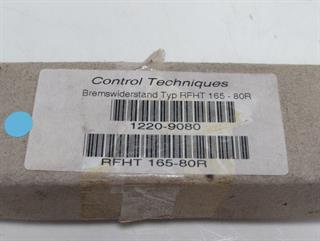 Control Techniques
Bremswiderstand Typ RFHT 165 - 80R
1220-9080
RFHT 165-80R